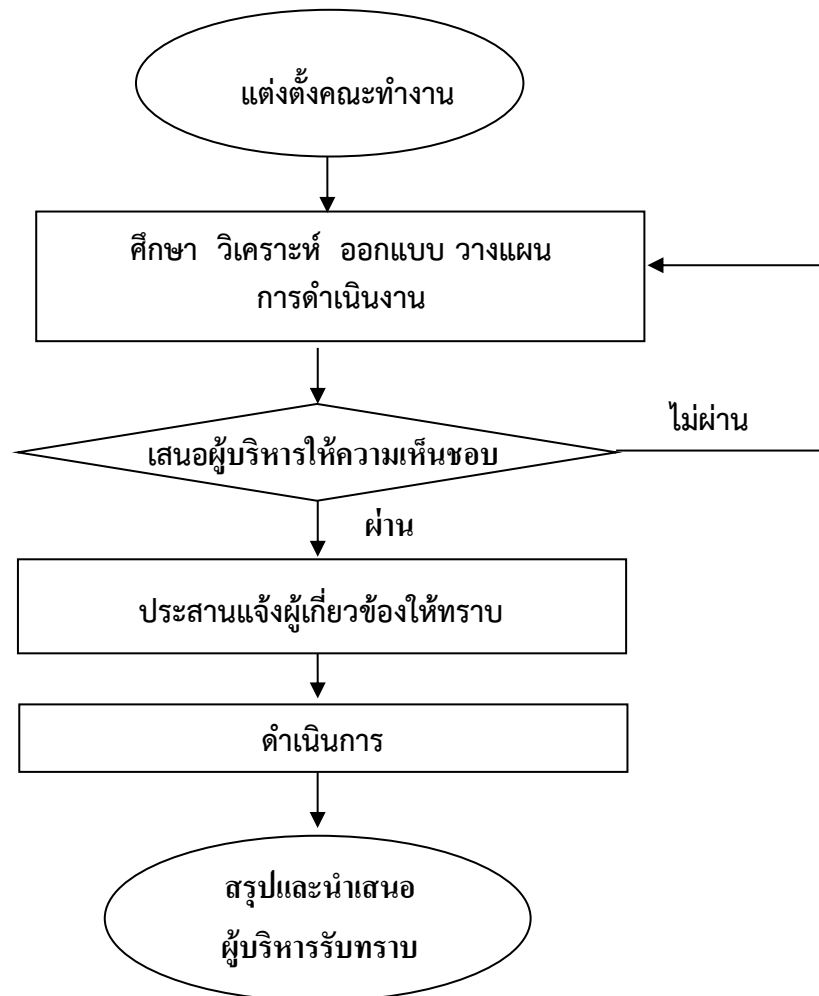 แต่งตั้งคณะทำงาน
ศึกษา วิเคราะห์ ออกแบบ วางแผน
การดำเนินงาน
ไม่ผ่าน
เสนอผู้บริหารให้ความเห็นชอบ
ผ่าน
ประสานแจ้งผู้เกี่ยวข้องให้ทราบ
ดำเนินการ
สรุปและนำเสนอ
ผู้บริหารรับทราบ